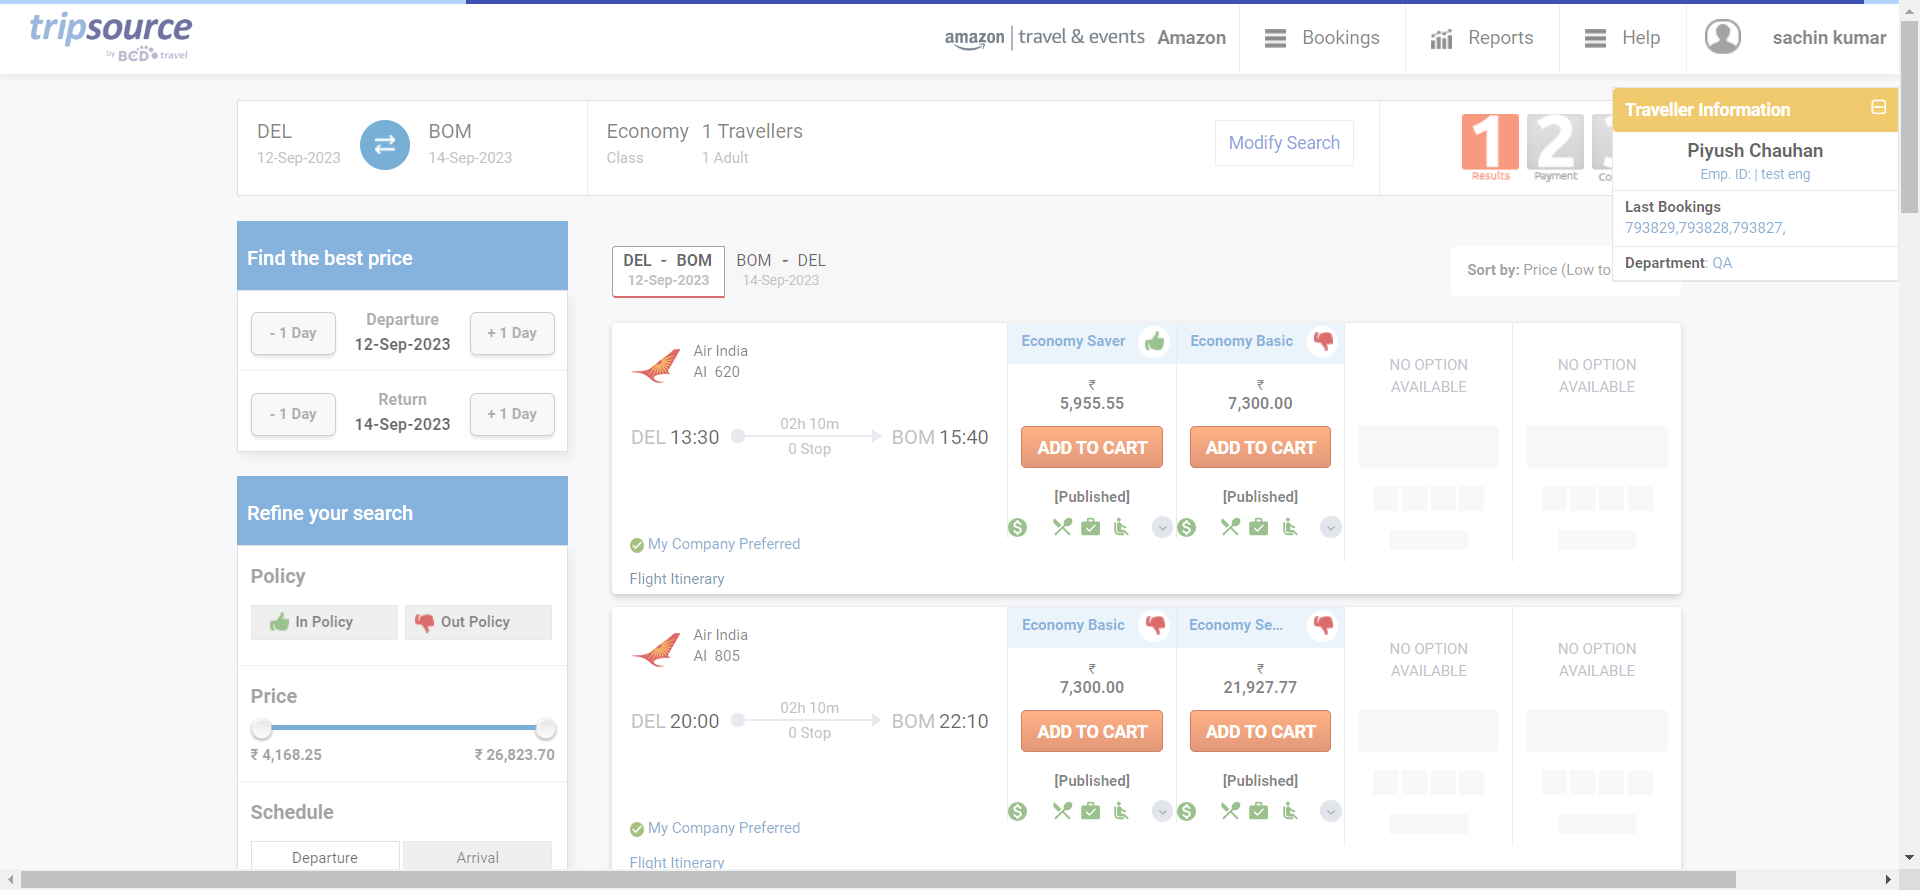 tripsource
by BCD travel
amazon | travel & events Amazon
Bookings
Reports
Help
sachin kumar
DEL
12-Sep-2023
BOM
14-Sep-2023
Economy
Class
1 Travellers
1 Adult
Modify Search
1
Results
2
Payment
Co
Traveller Information
Piyush Chauhan
Emp. ID: | test eng
Last Bookings
793829,793828,793827,
Department: QA
Find the best price
- 1 Day
Departure
12-Sep-2023
+ 1 Day
- 1 Day
Return
14-Sep-2023
+ 1 Day
Refine your search
Policy
In Policy
Out Policy
Price
₹ 4,168.25
₹ 26,823.70
Schedule
Departure
Arrival
DEL - BOM
12-Sep-2023
BOM - DEL
14-Sep-2023
Sort by: Price (Low to
Air India
AI 620
DEL 13:30
02h 10m
0 Stop
BOM 15:40
My Company Preferred
Flight Itinerary
Economy Saver
₹
5,955.55
ADD TO CART
[Published]
Economy Basic
₹
7,300.00
ADD TO CART
[Published]
NO OPTION
AVAILABLE
NO OPTION
AVAILABLE
Air India
AI 805
DEL 20:00
02h 10m
0 Stop
BOM 22:10
My Company Preferred
Flight Itinerary
Economy Basic
₹
7,300.00
ADD TO CART
[Published]
Economy Se...
₹
21,927.77
ADD TO CART
[Published]
NO OPTION
AVAILABLE
NO OPTION
AVAILABLE